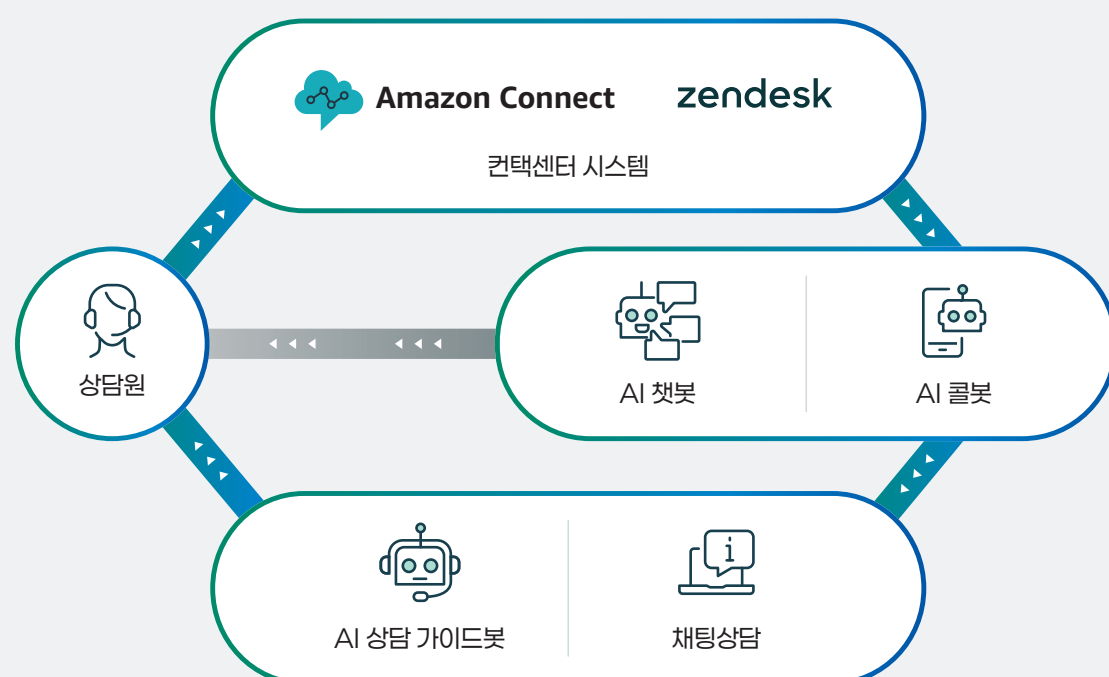 Amazon Connect
zendesk
컨택센터 시스템
상담원
AI 챗봇
AI 콜봇
AI 상담 가이드봇
i
채팅상담